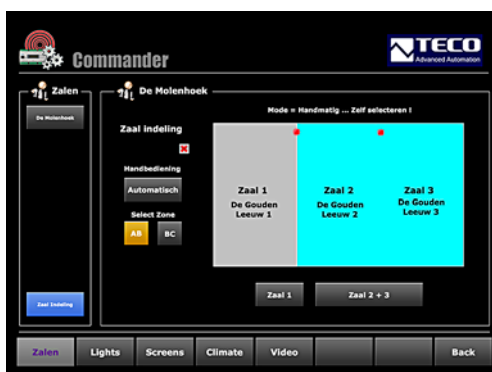 Commander
TECO
Advanced Automation
Zalen
De Molenhoek
De Molenhoek
Mode = Handmatig ... Zelf selecteren !
Zaal indeling
Handbediening
Automatisch
Select Zone
AB
BC
Zaal 1
De Gouden
Leeuw 1
Zaal 2
De Gouden
Leeuw 2
Zaal 3
De Gouden
Leeuw 3
Zaal 1
Zaal 2 + 3
Zaal Indeling
Zalen
Lights
Screens
Climate
Video
Back